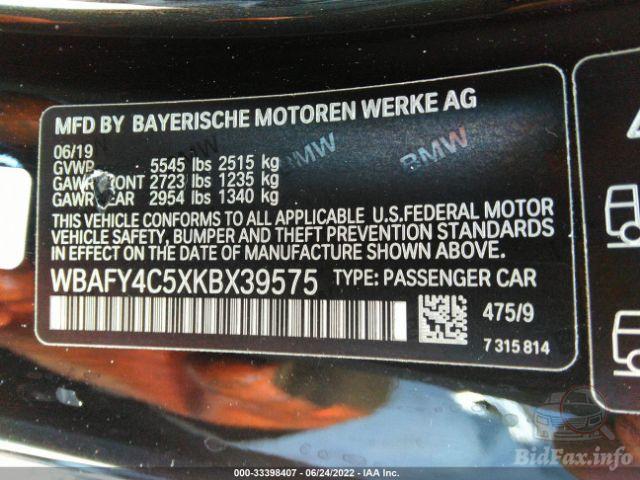 MFD BY BAYERISCHE MOTOREN WERKE AG
06/19
GVWR 5545 lbs 2515 kg
GAWR FRONT 2723 lbs 1235 kg
GAWR REAR 2954 lbs 1340 kg
BMW BMW
THIS VEHICLE CONFORMS TO ALL APPLICABLE U.S.FEDERAL MOTOR
VEHICLE SAFETY, BUMPER, AND THEFT PREVENTION STANDARDS
IN EFFECT ON THE DATE OF MANUFACTURE SHOWN ABOVE.
WBAFY4C5XKBX39575 TYPE: PASSENGER CAR
475/9
7315814
BidFax.info
000-33398407 - 06/24/2022 - IAA Inc.